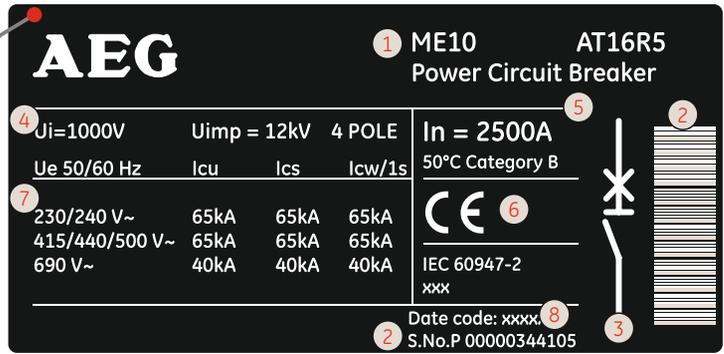 AEG
1 ME10 AT16R5
Power Circuit Breaker
4 Ui=1000V Uimp = 12kV 4 POLE
5
2
In = 2500A
50°C Category B
Ue 50/60 Hz Icu Ics Icw/1s
7
230/240 V~ 65kA 65kA 65kA
415/440/500 V~ 65kA 65kA 65kA
690 V~ 40kA 40kA 40kA
CE 6
IEC 60947-2
xxx
3
Date code: xxxx. 8
2 S.No.P 00000344105